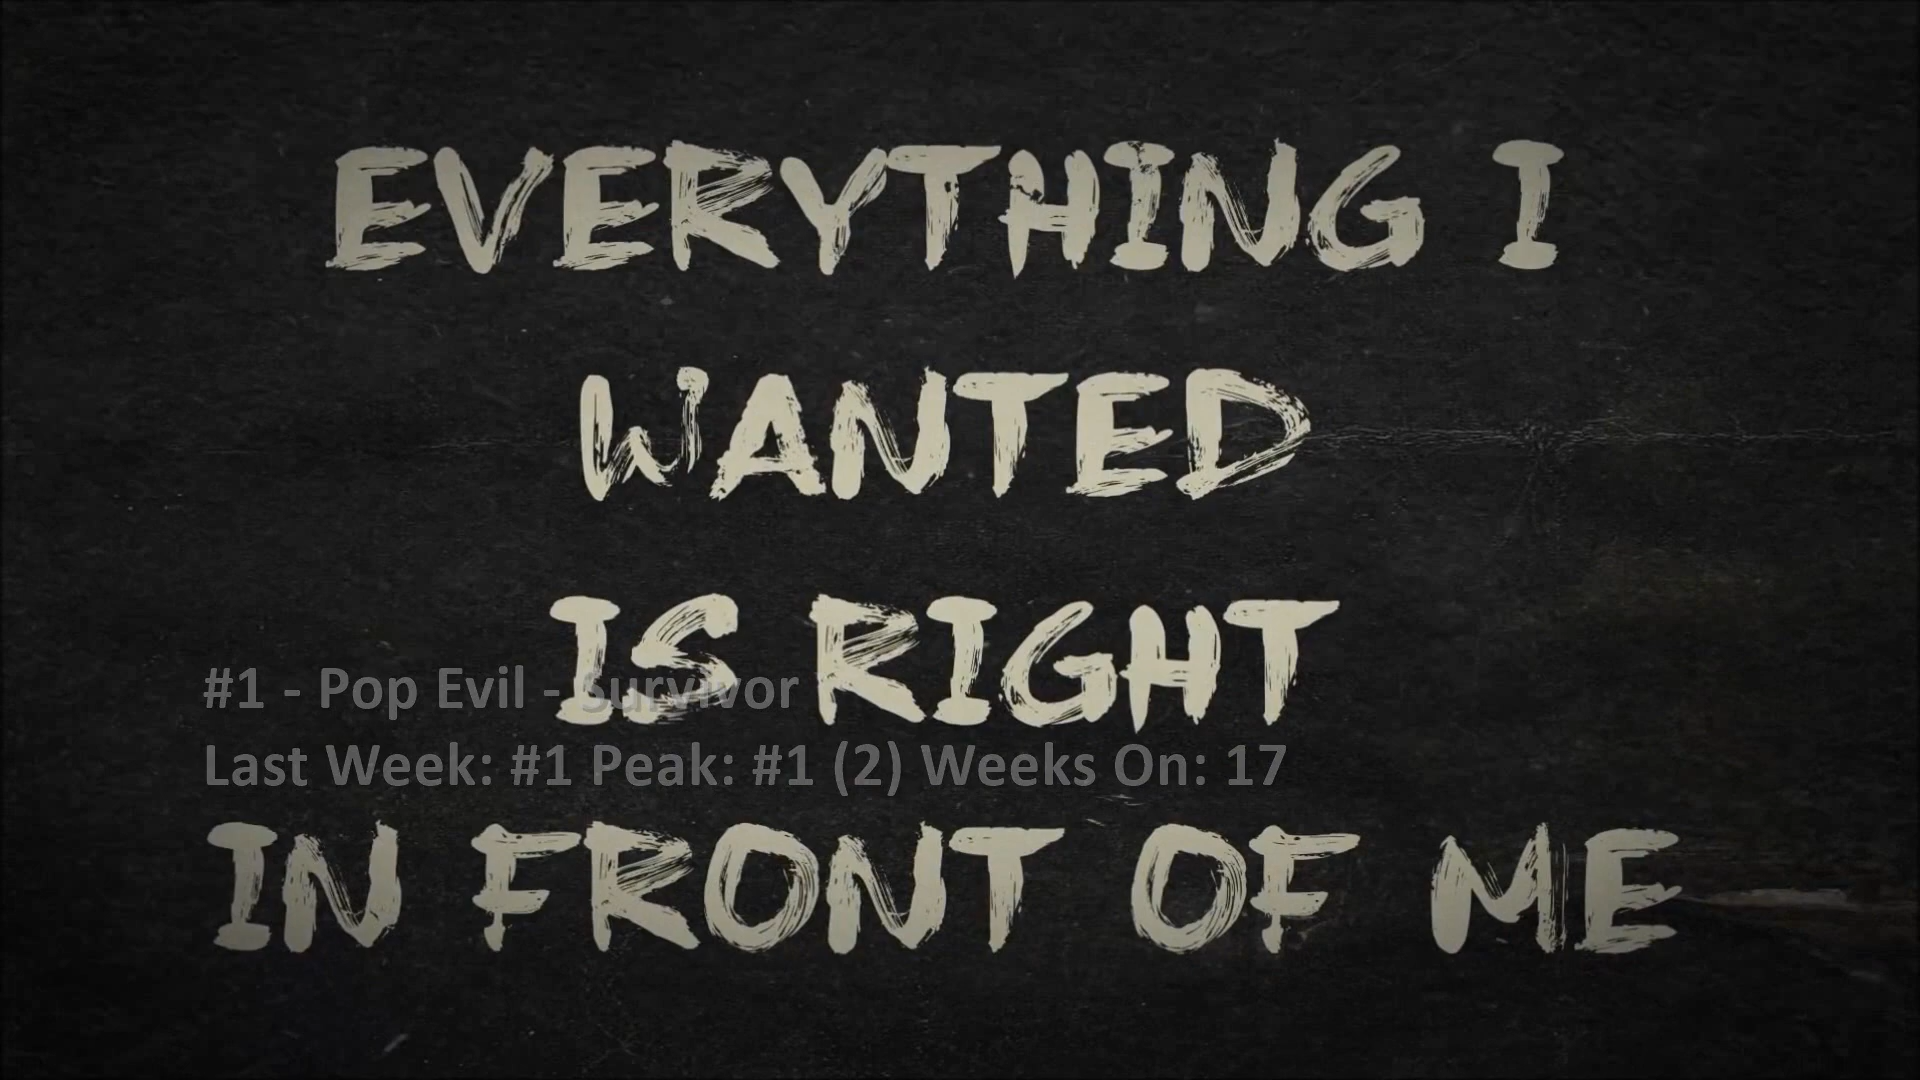 EVERYTHING I
WANTED
IS RIGHT
#1 - Pop Evil - Survivor
Last Week: #1 Peak: #1 (2) Weeks On: 17
IN FRONT OF ME